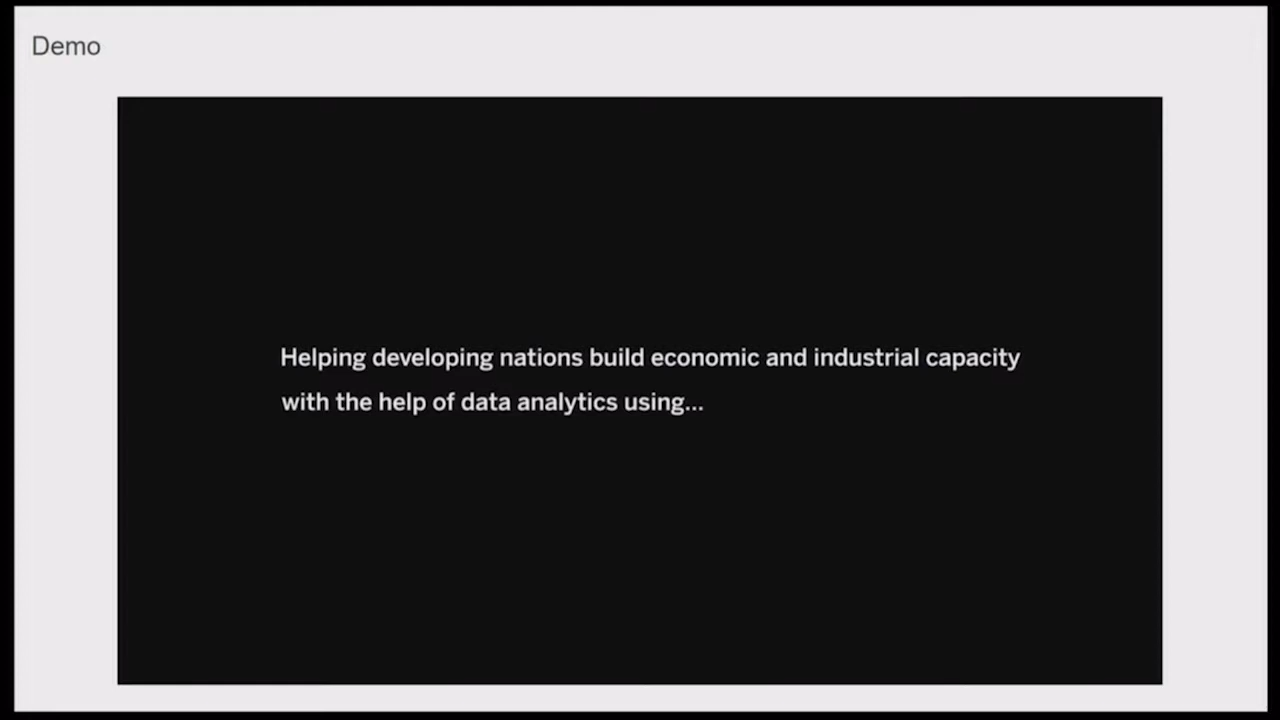 Demo
Helping developing nations build economic and industrial capacity
with the help of data analytics using...